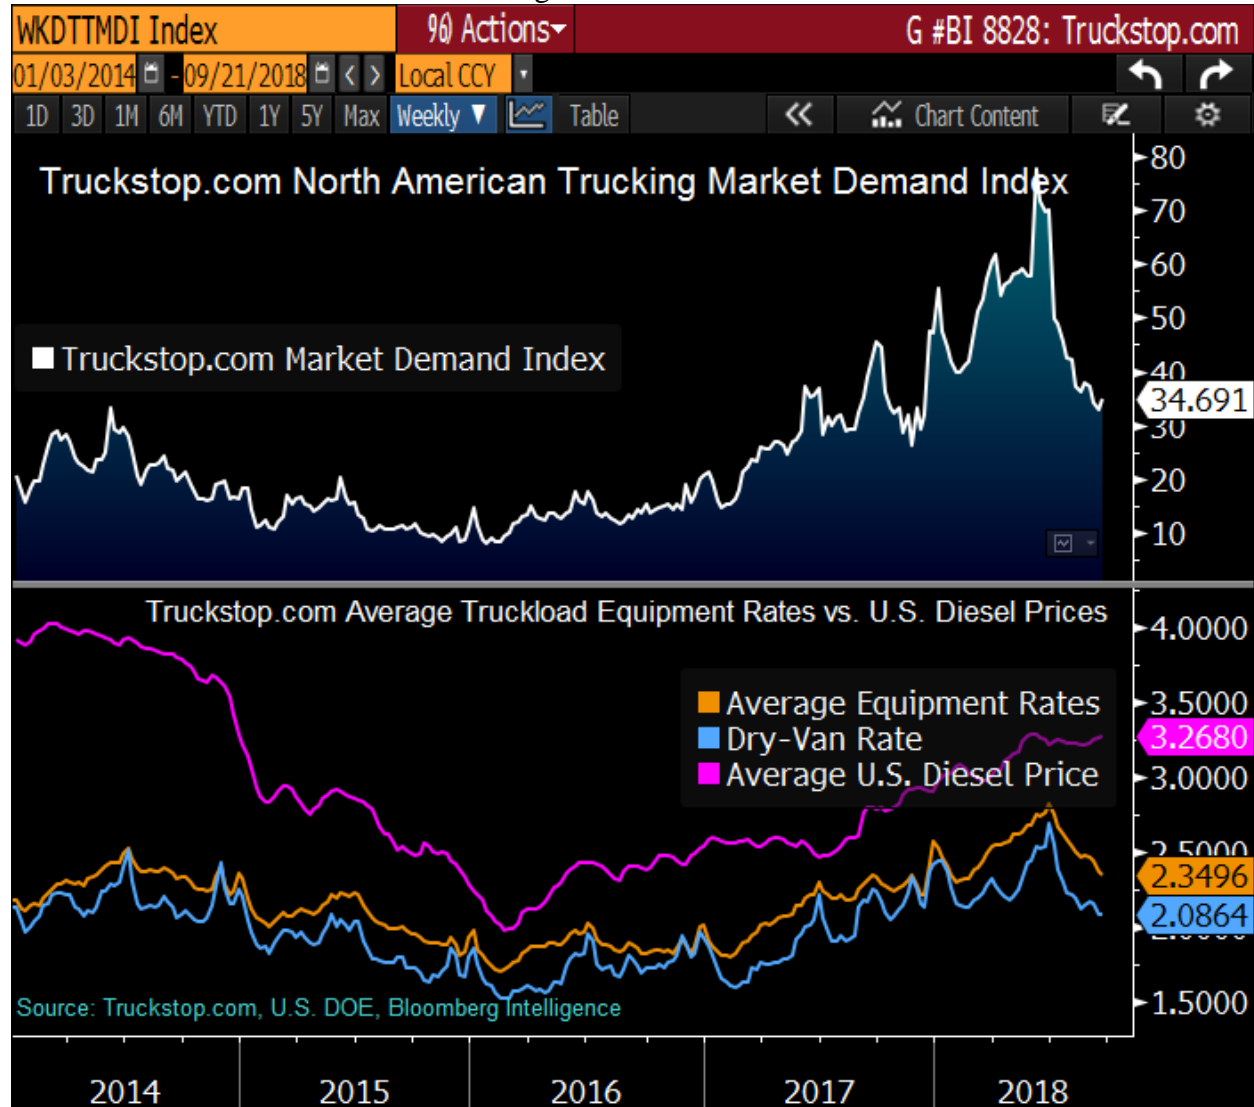 WKDTTMDI Index 96) Actions G #BI 8828: Truckstop.com
01/03/2014 - 09/21/2018 Local CCY
1D 3D 1M 6M YTD 1Y 5Y Max Weekly Table Chart Content
Truckstop.com North American Trucking Market Demand Index
Truckstop.com Market Demand Index
80
70
60
50
40
34.691
30
20
10
Truckstop.com Average Truckload Equipment Rates vs. U.S. Diesel Prices
4.0000
Average Equipment Rates
3.5000
Dry-Van Rate
3.2680
Average U.S. Diesel Price
3.0000
2.5000
2.3496
2.0864
2.0000
1.5000
Source: Truckstop.com, U.S. DOE, Bloomberg Intelligence
2014 2015 2016 2017 2018